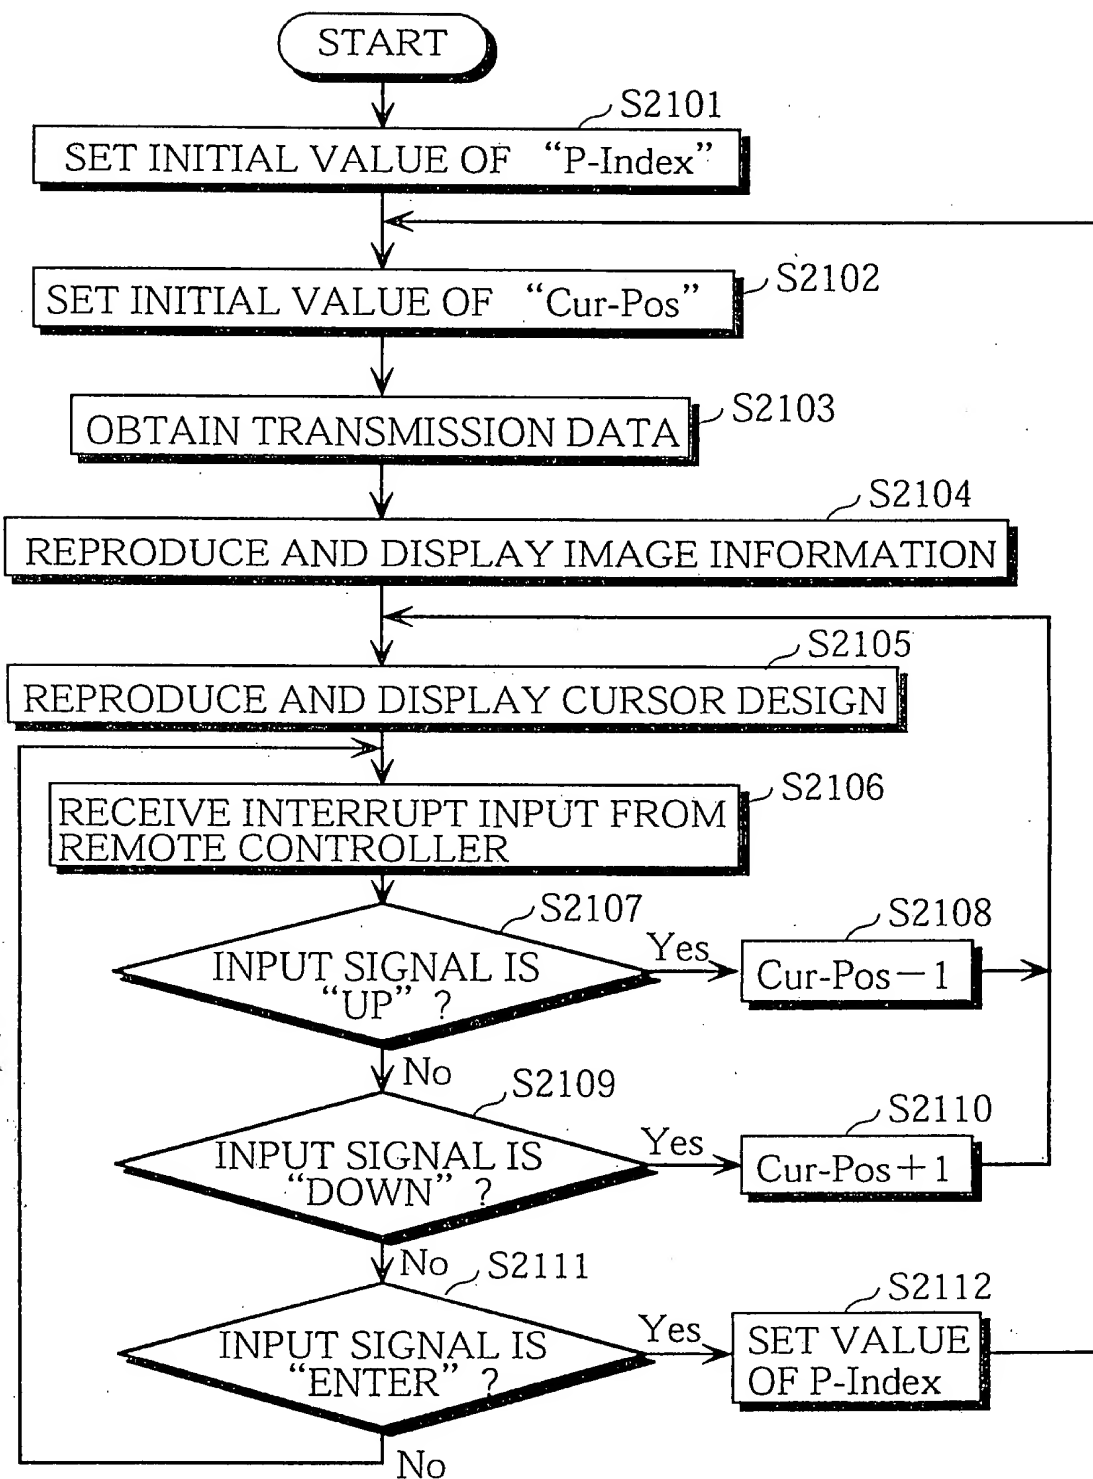 START
S2101
SET INITIAL VALUE OF “P-Index”
S2102
SET INITIAL VALUE OF “Cur-Pos”
S2103
OBTAIN TRANSMISSION DATA
S2104
REPRODUCE AND DISPLAY IMAGE INFORMATION
S2105
REPRODUCE AND DISPLAY CURSOR DESIGN
S2106
RECEIVE INTERRUPT INPUT FROM
REMOTE CONTROLLER
S2107
INPUT SIGNAL IS
“UP” ?
Yes
S2108
Cur-Pos−1
No
S2109
INPUT SIGNAL IS
“DOWN” ?
Yes
S2110
Cur-Pos+1
No
S2111
INPUT SIGNAL IS
“ENTER” ?
Yes
S2112
SET VALUE
OF P-Index
No